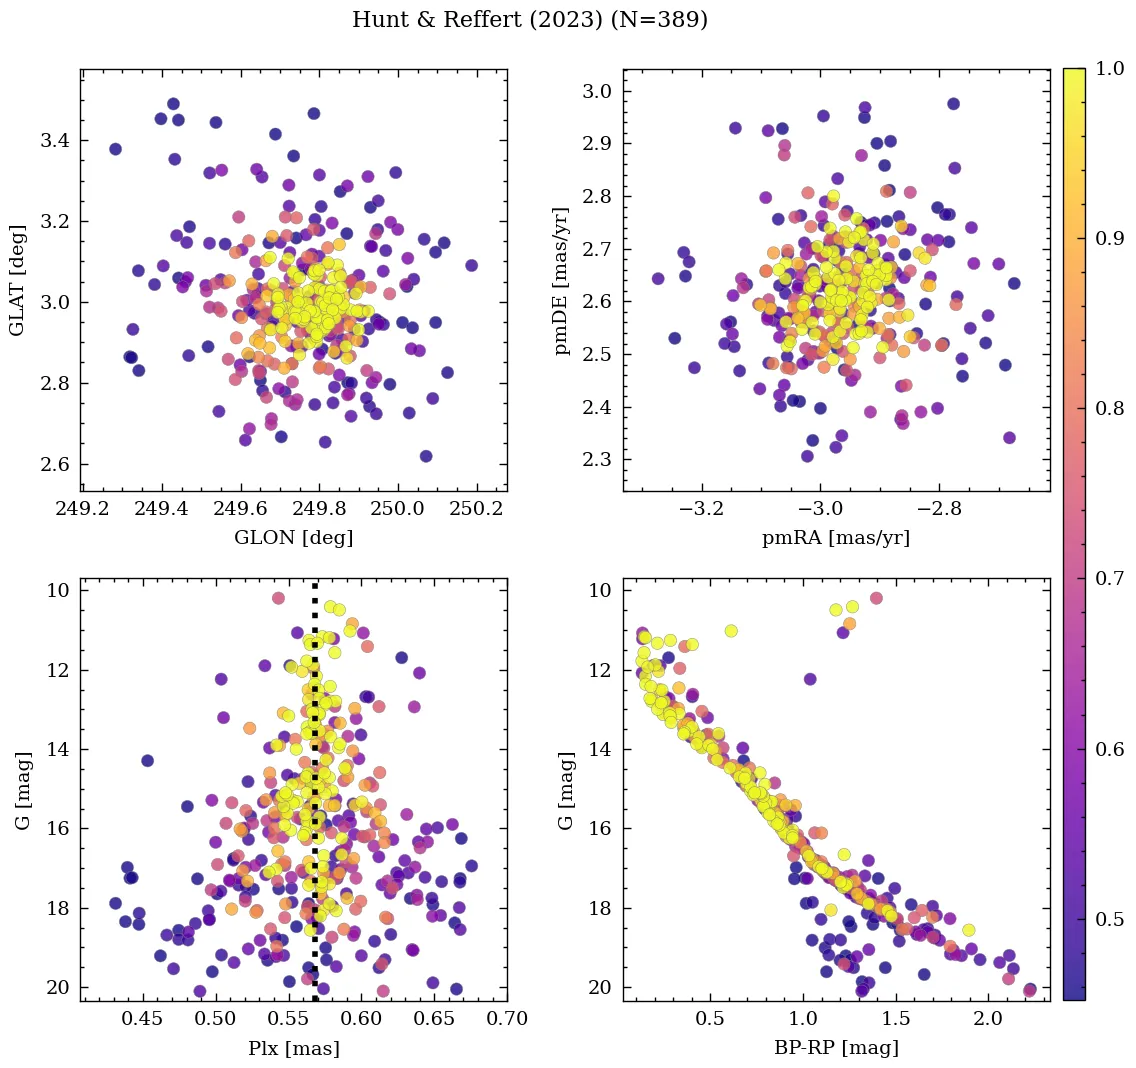 Hunt & Reffert (2023) (N=389)
3.4
3.2
3.0
2.8
2.6
GLAT [deg]
249.2 249.4 249.6 249.8 250.0 250.2
GLON [deg]
3.0
2.9
2.8
2.7
2.6
2.5
2.4
2.3
pmDE [mas/yr]
−3.2 −3.0 −2.8
pmRA [mas/yr]
10
12
14
16
18
20
G [mag]
0.45 0.50 0.55 0.60 0.65 0.70
Plx [mas]
10
12
14
16
18
20
G [mag]
0.5 1.0 1.5 2.0
BP-RP [mag]
1.0
0.9
0.8
0.7
0.6
0.5